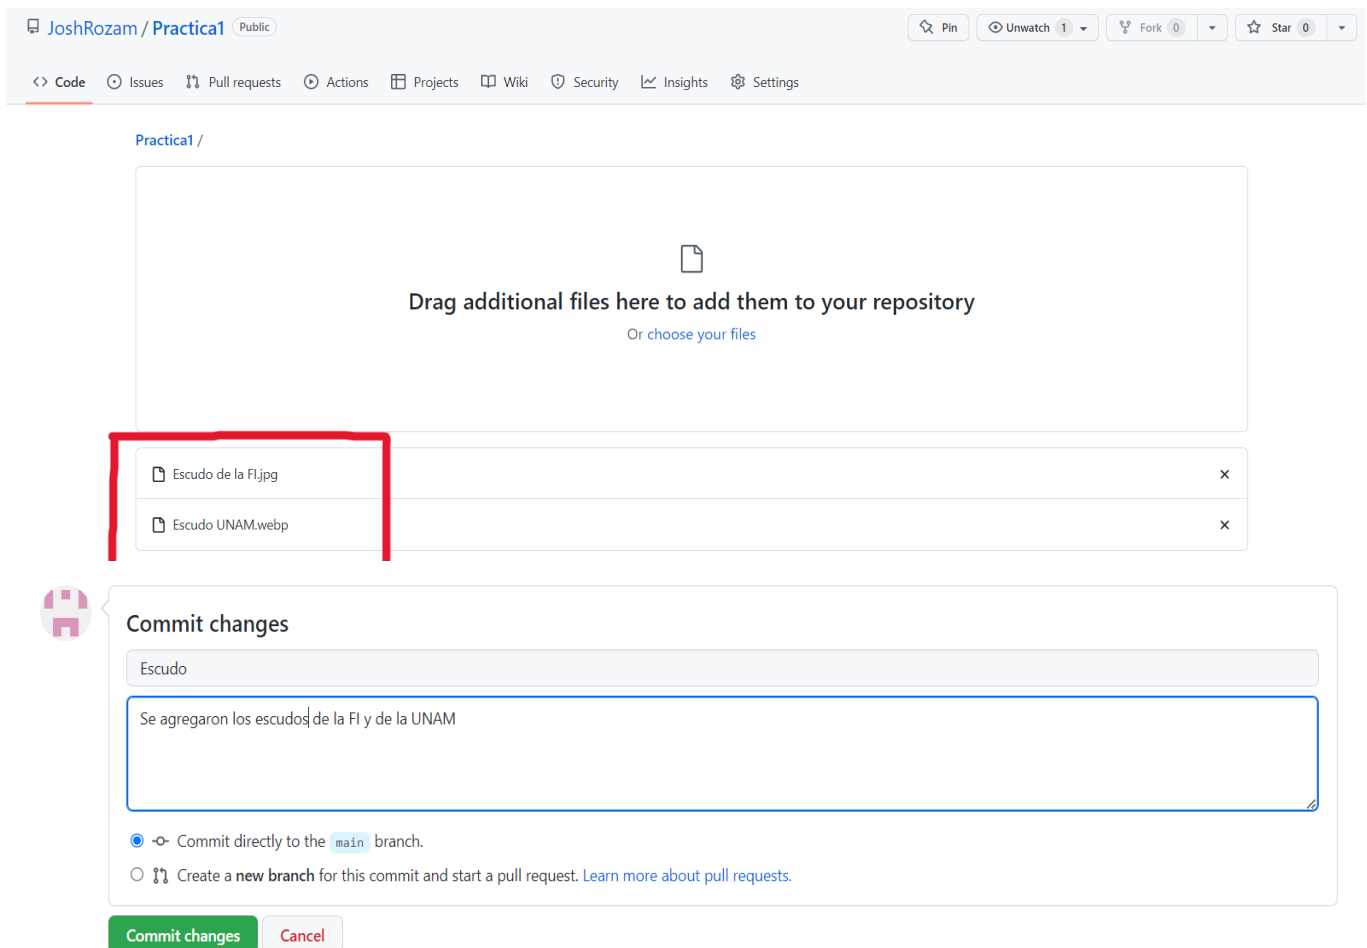 JoshRozam / Practica1 Public
Pin Unwatch 1 Fork 0 Star 0
Code Issues Pull requests Actions Projects Wiki Security Insights Settings
Practica1 /
Drag additional files here to add them to your repository
Or choose your files
Escudo de la FI.jpg
Escudo UNAM.webp
Commit changes
Escudo
Se agregaron los escudos de la FI y de la UNAM
Commit directly to the main branch.
Create a new branch for this commit and start a pull request. Learn more about pull requests.
Commit changes Cancel